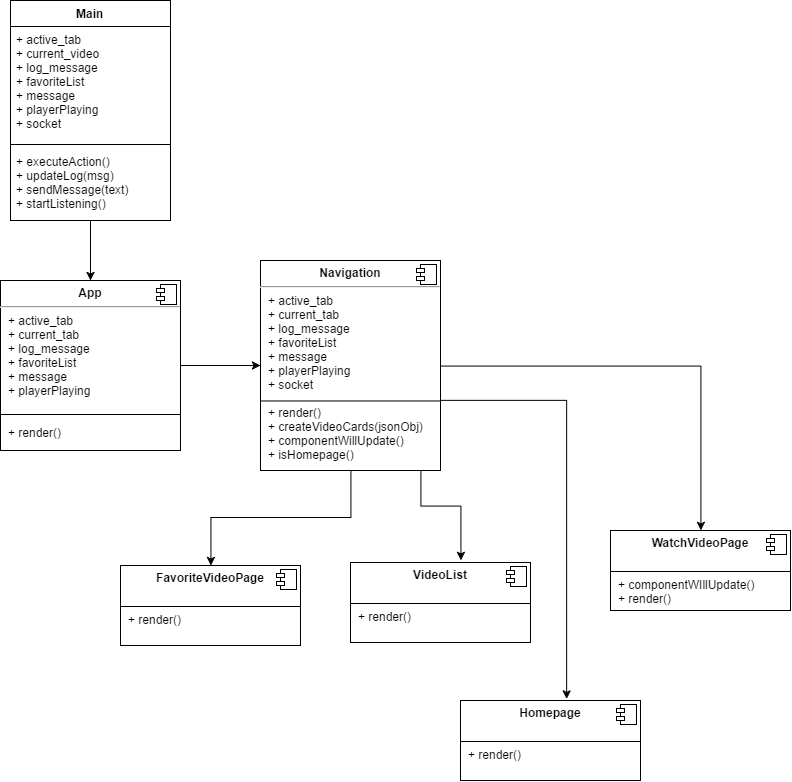 Main
+ active_tab
+ current_video
+ log_message
+ favoriteList
+ message
+ playerPlaying
+ socket
+ executeAction()
+ updateLog(msg)
+ sendMessage(text)
+ startListening()
App
+ active_tab
+ current_tab
+ log_message
+ favoriteList
+ message
+ playerPlaying
+ render()
Navigation
+ active_tab
+ current_tab
+ log_message
+ favoriteList
+ message
+ playerPlaying
+ socket
+ render()
+ createVideoCards(jsonObj)
+ componentWillUpdate()
+ isHomepage()
FavoriteVideoPage
+ render()
VideoList
+ render()
WatchVideoPage
+ componentWIllUpdate()
+ render()
Homepage
+ render()